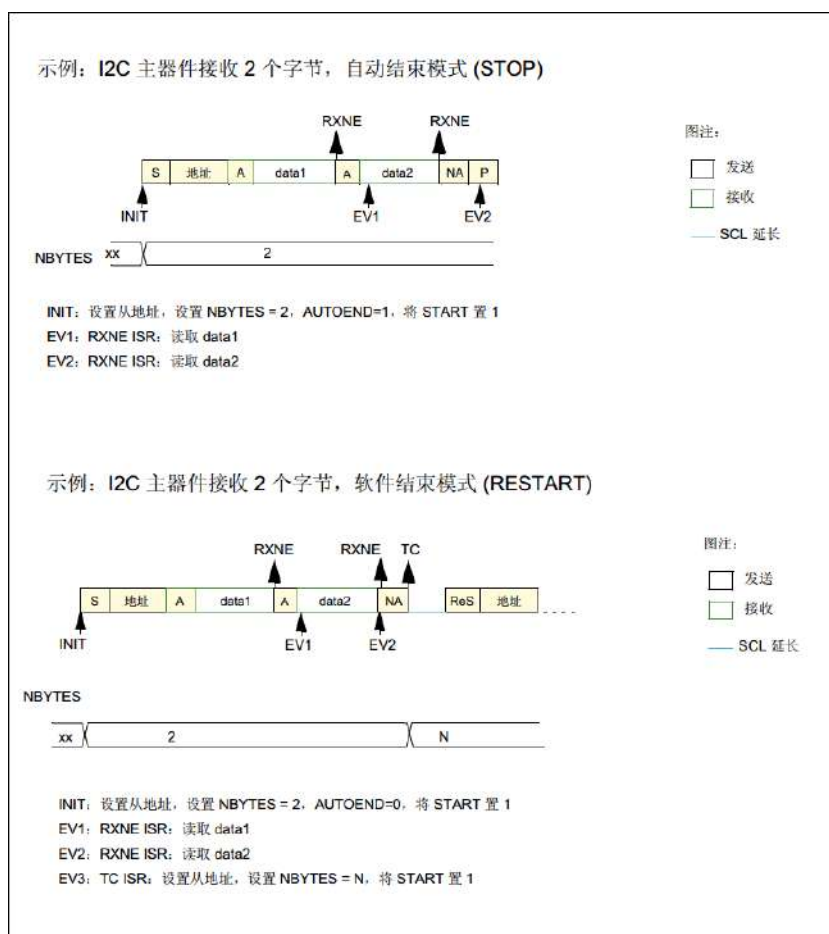 示例：I2C 主器件接收 2 个字节，自动结束模式 (STOP)
RXNE RXNE
图注：
S 地址 A data1 A data2 NA P
发送
接收
INIT EV1 EV2
SCL 延长
NBYTES xx 2
INIT：设置从地址，设置 NBYTES = 2，AUTOEND=1，将 START 置 1
EV1：RXNE ISR：读取 data1
EV2：RXNE ISR：读取 data2
示例：I2C 主器件接收 2 个字节，软件结束模式 (RESTART)
RXNE RXNE TC
图注：
S 地址 A data1 A data2 NA ReS 地址
发送
接收
INIT EV1 EV2
SCL 延长
NBYTES
xx 2 N
INIT：设置从地址，设置 NBYTES = 2，AUTOEND=0，将 START 置 1
EV1：RXNE ISR：读取 data1
EV2：RXNE ISR：读取 data2
EV3：TC ISR：设置从地址，设置 NBYTES = N，将 START 置 1